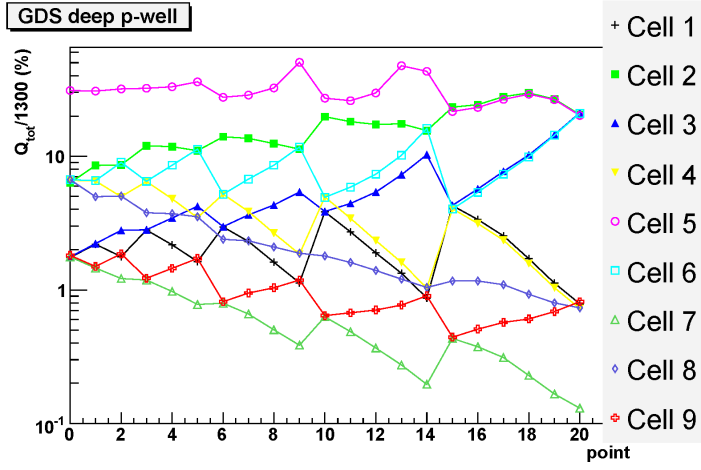 GDS deep p-well
Q_tot/1300 (%)
10
1
10^-1
0 2 4 6 8 10 12 14 16 18 20
point
Cell 1
Cell 2
Cell 3
Cell 4
Cell 5
Cell 6
Cell 7
Cell 8
Cell 9